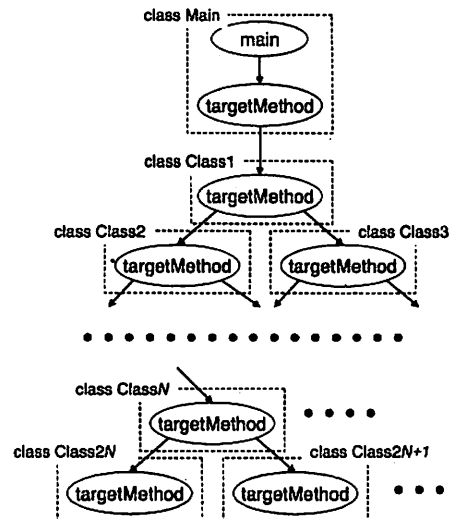 class Main
main
targetMethod
class Class1
targetMethod
class Class2
class Class3
targetMethod
targetMethod
class ClassN
targetMethod
class Class2N
class Class2N+1
targetMethod
targetMethod